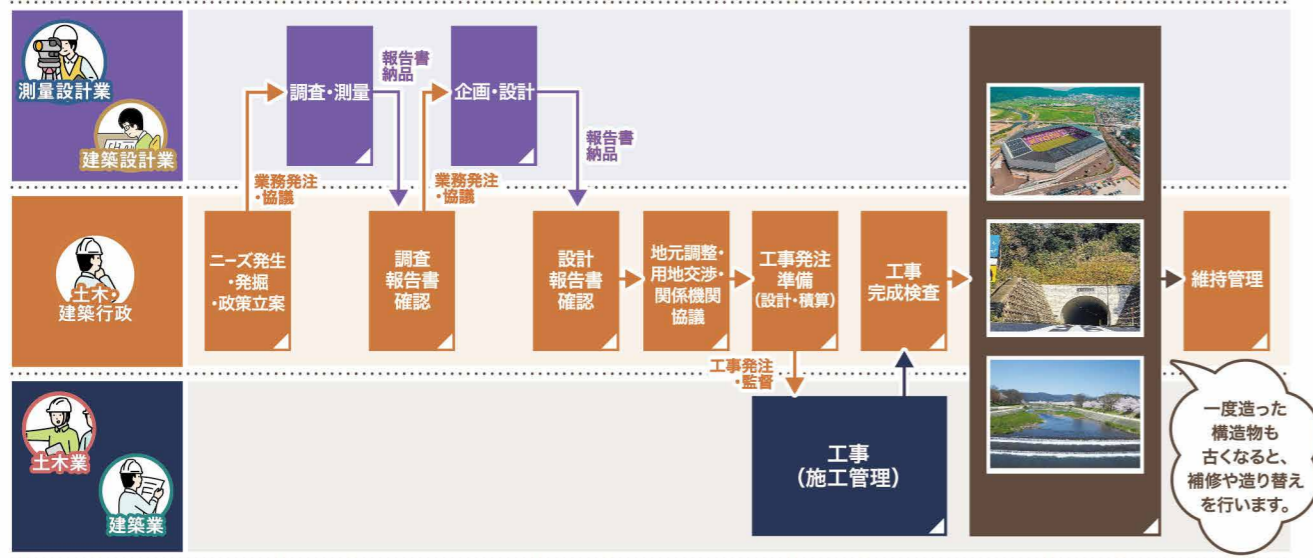 測量設計業
建築設計業
調査・測量
報告書
納品
企画・設計
報告書
納品
業務発注
・協議
業務発注
・協議
土木・
建築行政
ニーズ発生
・発掘
・政策立案
調査
報告書
確認
設計
報告書
確認
地元調整・
用地交渉・
関係機関
協議
工事発注
準備
(設計・積算)
工事
完成検査
維持管理
工事発注
・監督
土木業
建築業
工事
(施工管理)
一度造った
構造物も
古くなると、
補修や造り替え
を行います。